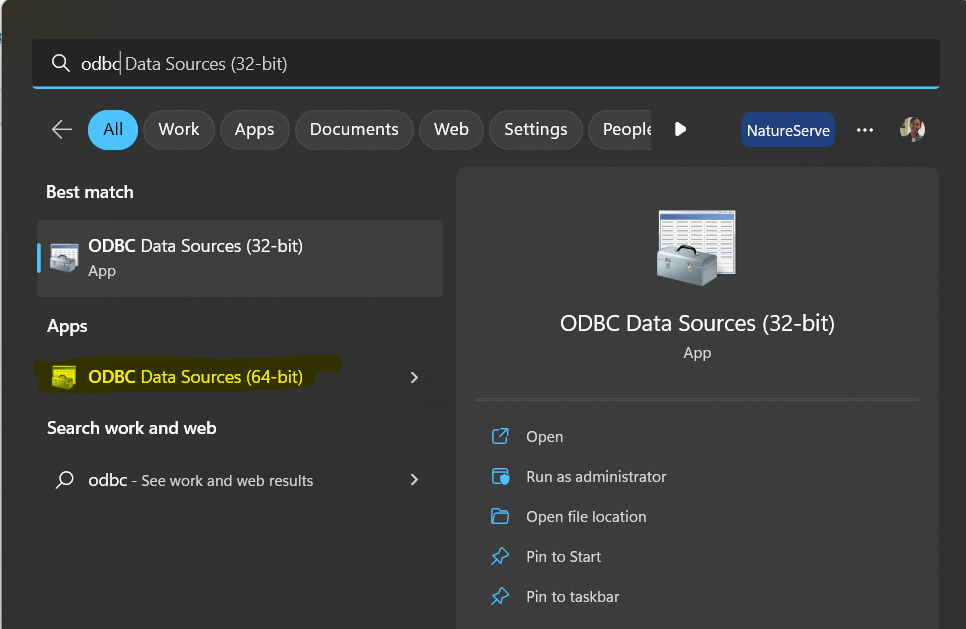 odbc Data Sources (32-bit)
All Work Apps Documents Web Settings People NatureServe
Best match
ODBC Data Sources (32-bit)
App
Apps
ODBC Data Sources (64-bit)
Search work and web
odbc - See work and web results
ODBC Data Sources (32-bit)
App
Open
Run as administrator
Open file location
Pin to Start
Pin to taskbar